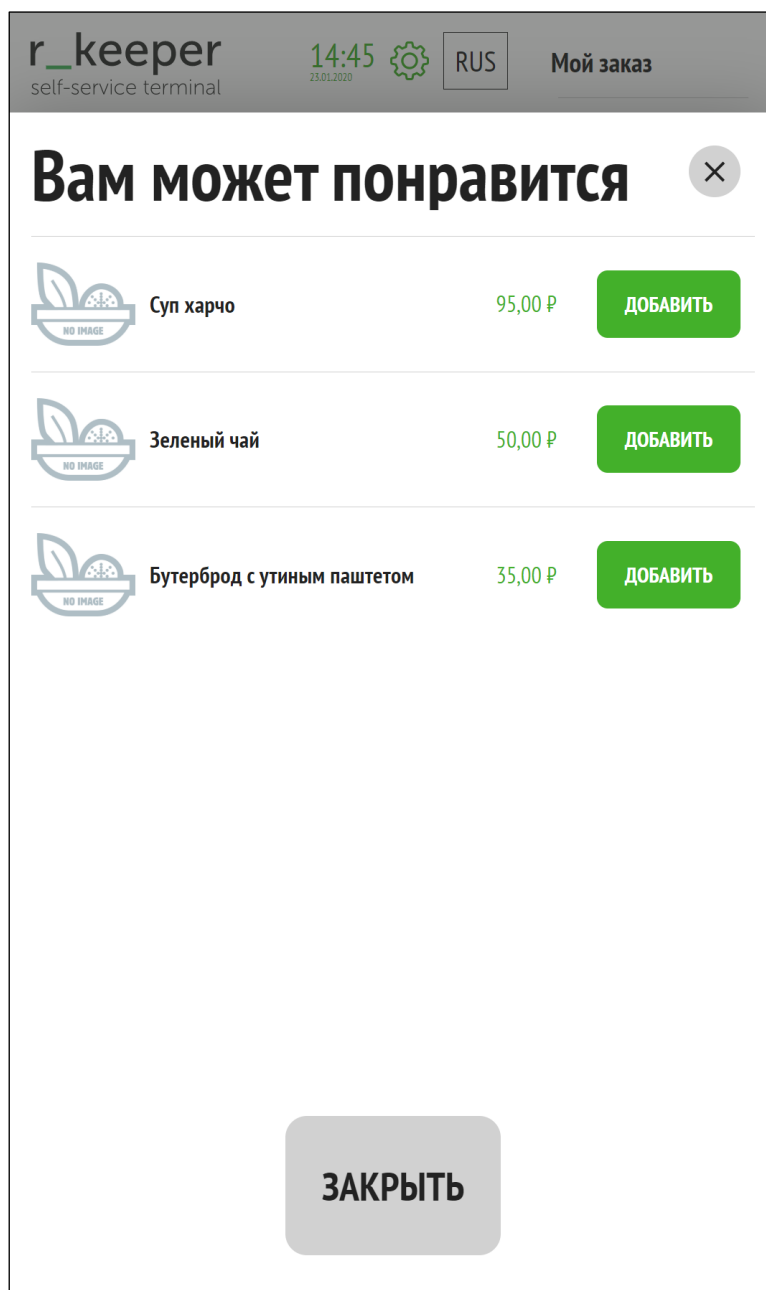 r_keeper
self-service terminal
14:45
23.01.2020
RUS
Мой заказ
Вам может понравится
NO IMAGE
Суп харчо
95,00 ₽
ДОБАВИТЬ
NO IMAGE
Зеленый чай
50,00 ₽
ДОБАВИТЬ
NO IMAGE
Бутерброд с утиным паштетом
35,00 ₽
ДОБАВИТЬ
ЗАКРЫТЬ